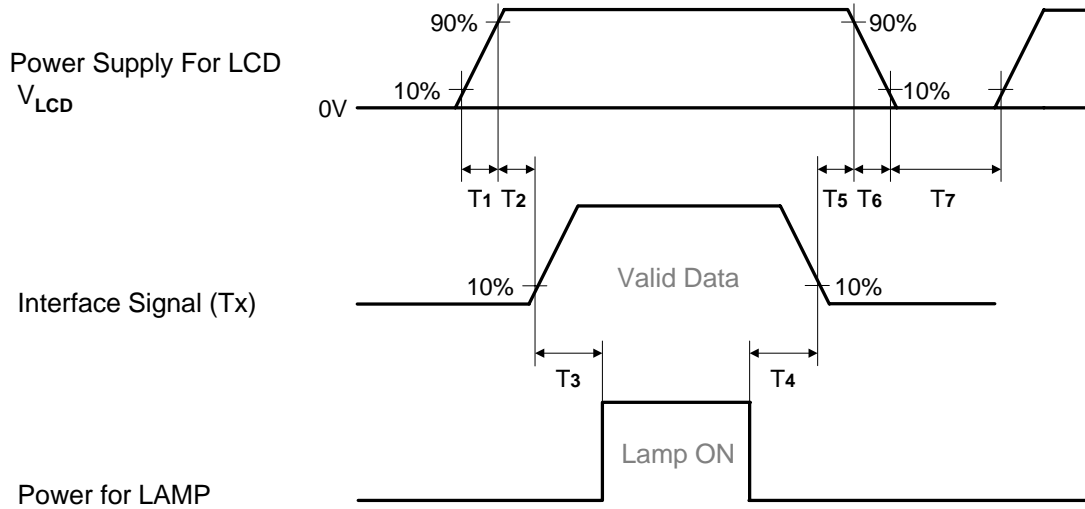 90%
90%
Power Supply For LCD
VLCD
10%
10%
0V
T1 T2 T5 T6 T7
Valid Data
10%
10%
Interface Signal (Tx)
T3 T4
Lamp ON
Power for LAMP